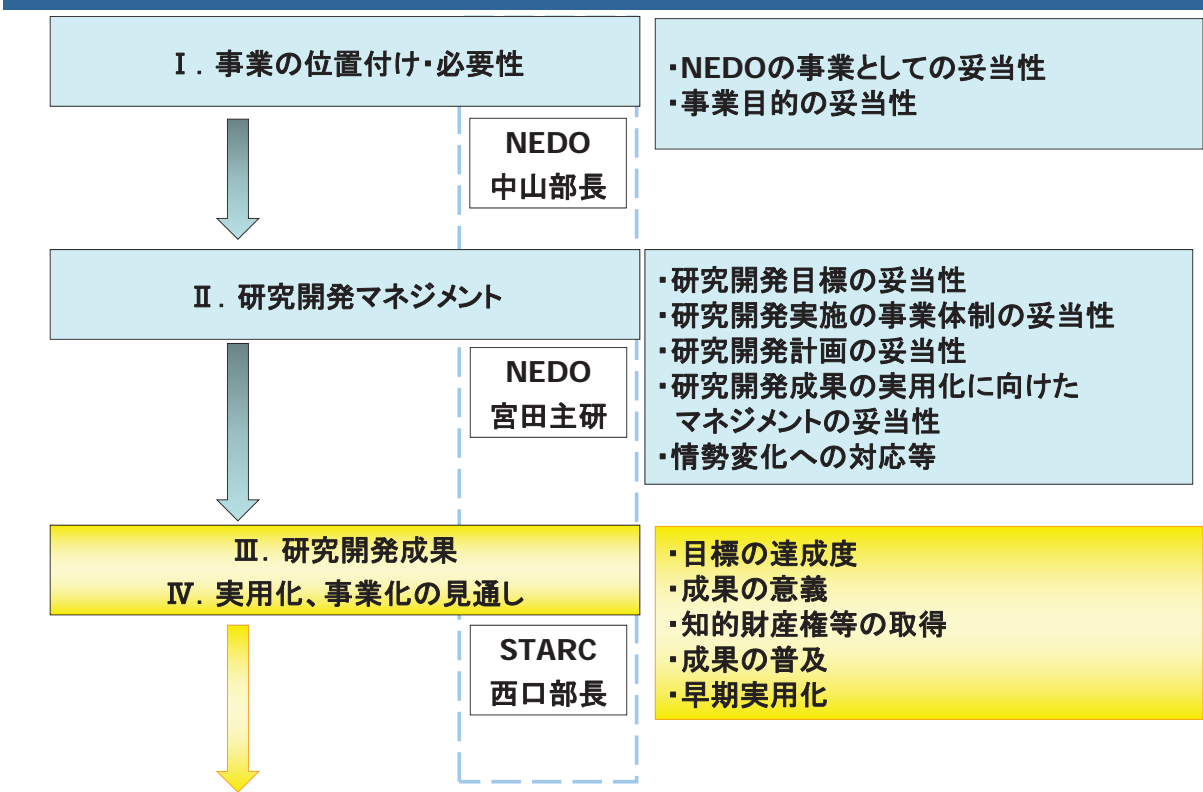 Ⅰ．事業の位置付け・必要性
・NEDOの事業としての妥当性
・事業目的の妥当性
NEDO
中山部長
Ⅱ．研究開発マネジメント
・研究開発目標の妥当性
・研究開発実施の事業体制の妥当性
・研究開発計画の妥当性
・研究開発成果の実用化に向けた
マネジメントの妥当性
・情勢変化への対応等
NEDO
宮田主研
Ⅲ．研究開発成果
Ⅳ．実用化、事業化の見通し
・目標の達成度
・成果の意義
・知的財産権等の取得
・成果の普及
・早期実用化
STARC
西口部長